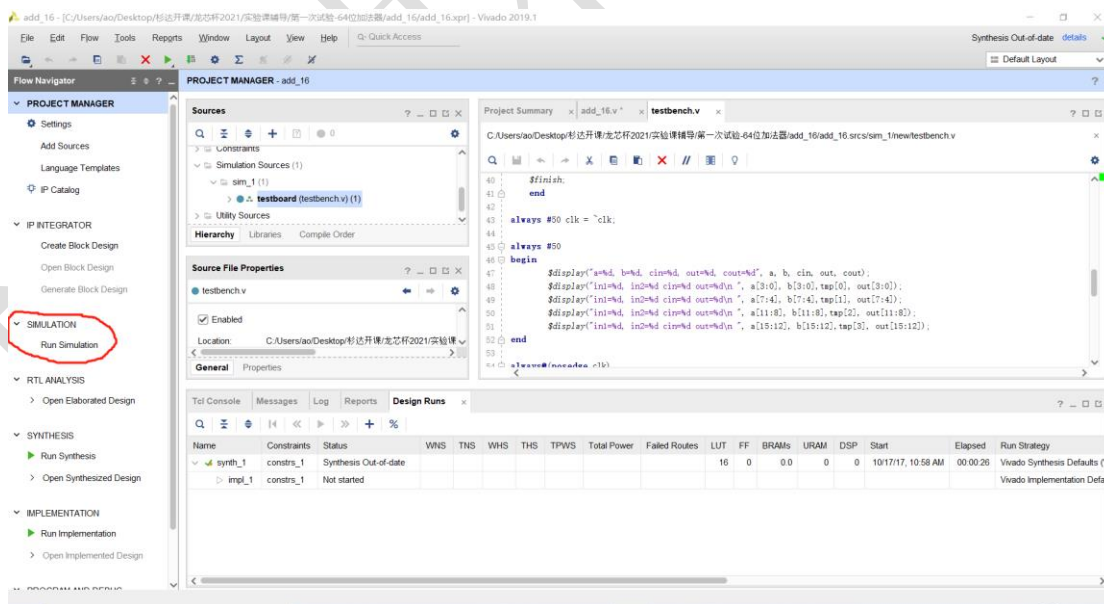 add_16 - [C:/Users/ao/Desktop/杉达开课/龙芯杯2021/实验课辅导/第一次试验-64位加法器/add_16/add_16.xpr] - Vivado 2019.1
File Edit Flow Tools Reports Window Layout View Help Q- Quick Access
Synthesis Out-of-date details
Default Layout
Flow Navigator
PROJECT MANAGER
Settings
Add Sources
Language Templates
IP Catalog
IP INTEGRATOR
Create Block Design
Open Block Design
Generate Block Design
SIMULATION
Run Simulation
RTL ANALYSIS
Open Elaborated Design
SYNTHESIS
Run Synthesis
Open Synthesized Design
IMPLEMENTATION
Run Implementation
Open Implemented Design
PROGRAM AND DEBUG
PROJECT MANAGER - add_16
Sources
0
Constraints
Simulation Sources (1)
sim_1 (1)
testboard (testbench.v) (1)
Utility Sources
Hierarchy Libraries Compile Order
Source File Properties
testbench.v
Enabled
Location: C:/Users/ao/Desktop/杉达开课/龙芯杯2021/实验课
General Properties
Project Summary add_16.v * testbench.v
C:/Users/ao/Desktop/杉达开课/龙芯杯2021/实验课辅导/第一次试验-64位加法器/add_16/add_16.srcs/sim_1/new/testbench.v
40 $finish;
41 end
42
43 always #50 clk = ~clk;
44
45 always #50
46 begin
47 $display("a=%d, b=%d, cin=%d, out=%d, cout=%d", a, b, cin, out, cout);
48 $display("in1=%d, in2=%d cin=%d out=%d\n ", a[3:0], b[3:0],tmp[0], out[3:0]);
49 $display("in1=%d, in2=%d cin=%d out=%d\n ", a[7:4], b[7:4],tmp[1], out[7:4]);
50 $display("in1=%d, in2=%d cin=%d out=%d\n ", a[11:8], b[11:8],tmp[2], out[11:8]);
51 $display("in1=%d, in2=%d cin=%d out=%d\n ", a[15:12], b[15:12],tmp[3], out[15:12]);
52 end
53
54 always@(posedge clk)
Tcl Console Messages Log Reports Design Runs
Name Constraints Status WNS TNS WHS THS TPWS Total Power Failed Routes LUT FF BRAMs URAM DSP Start Elapsed Run Strategy
synth_1 constrs_1 Synthesis Out-of-date 16 0 0.0 0 0 10/17/17, 10:58 AM 00:00:26 Vivado Synthesis Defaults (
impl_1 constrs_1 Not started Vivado Implementation Defa